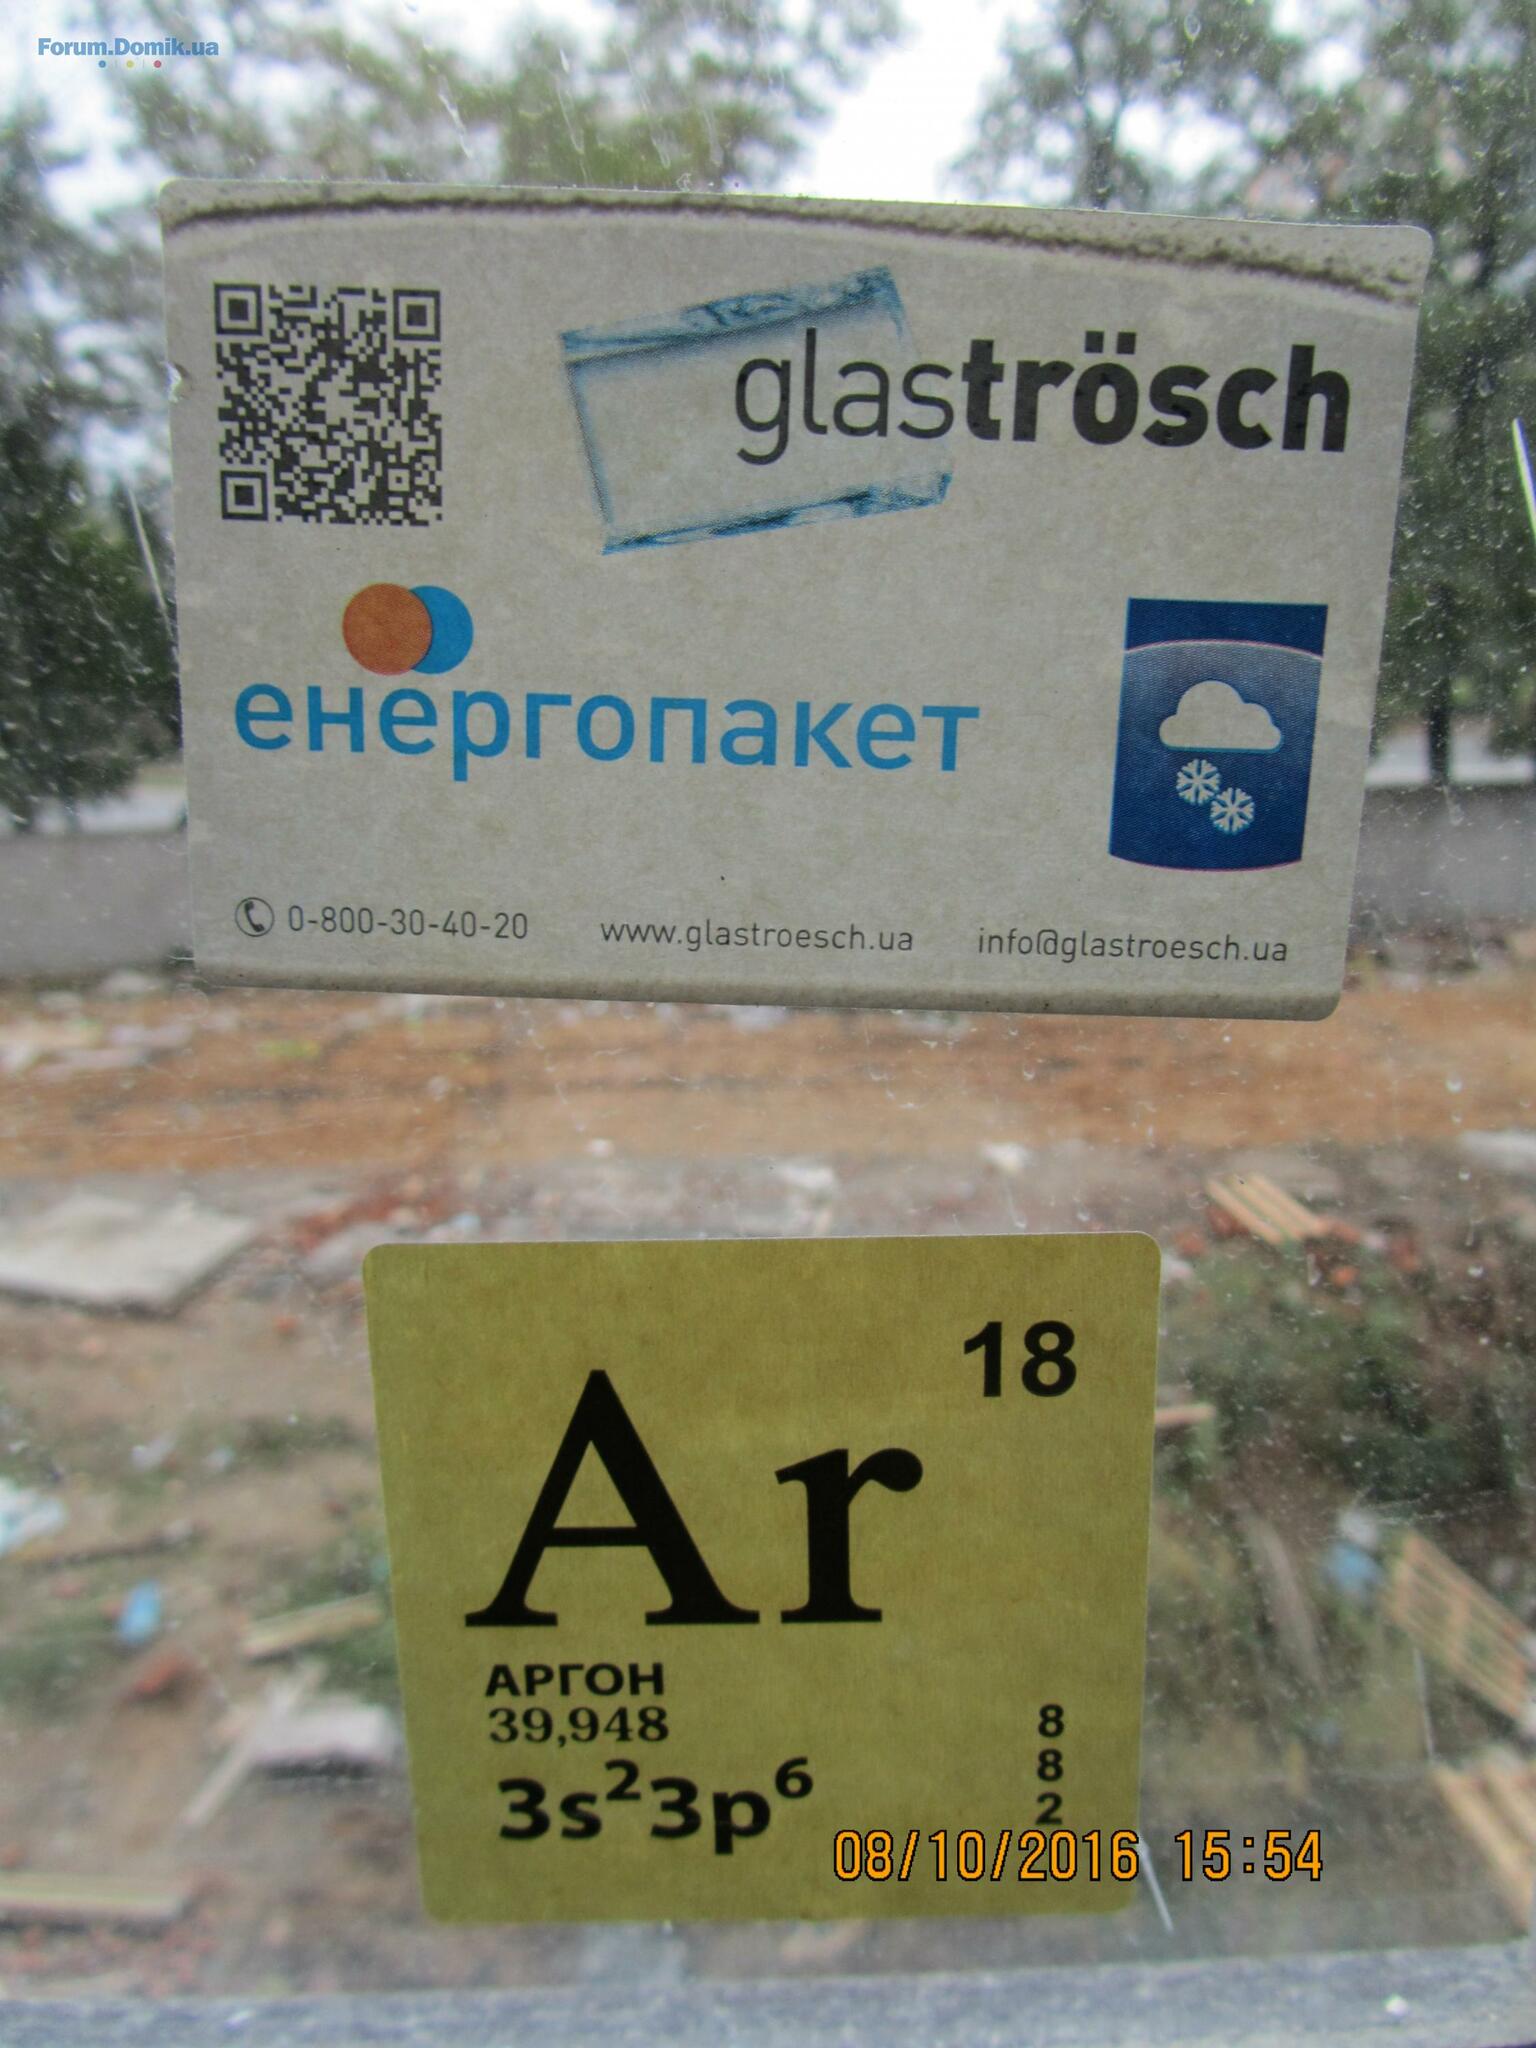 Forum.Domik.ua
glaströsch
енергопакет
0-800-30-40-20 www.glastroesch.ua info@glastroesch.ua
18
Ar
АРГОН
39,948
3s²3p⁶
8
8
2
08/10/2016 15:54